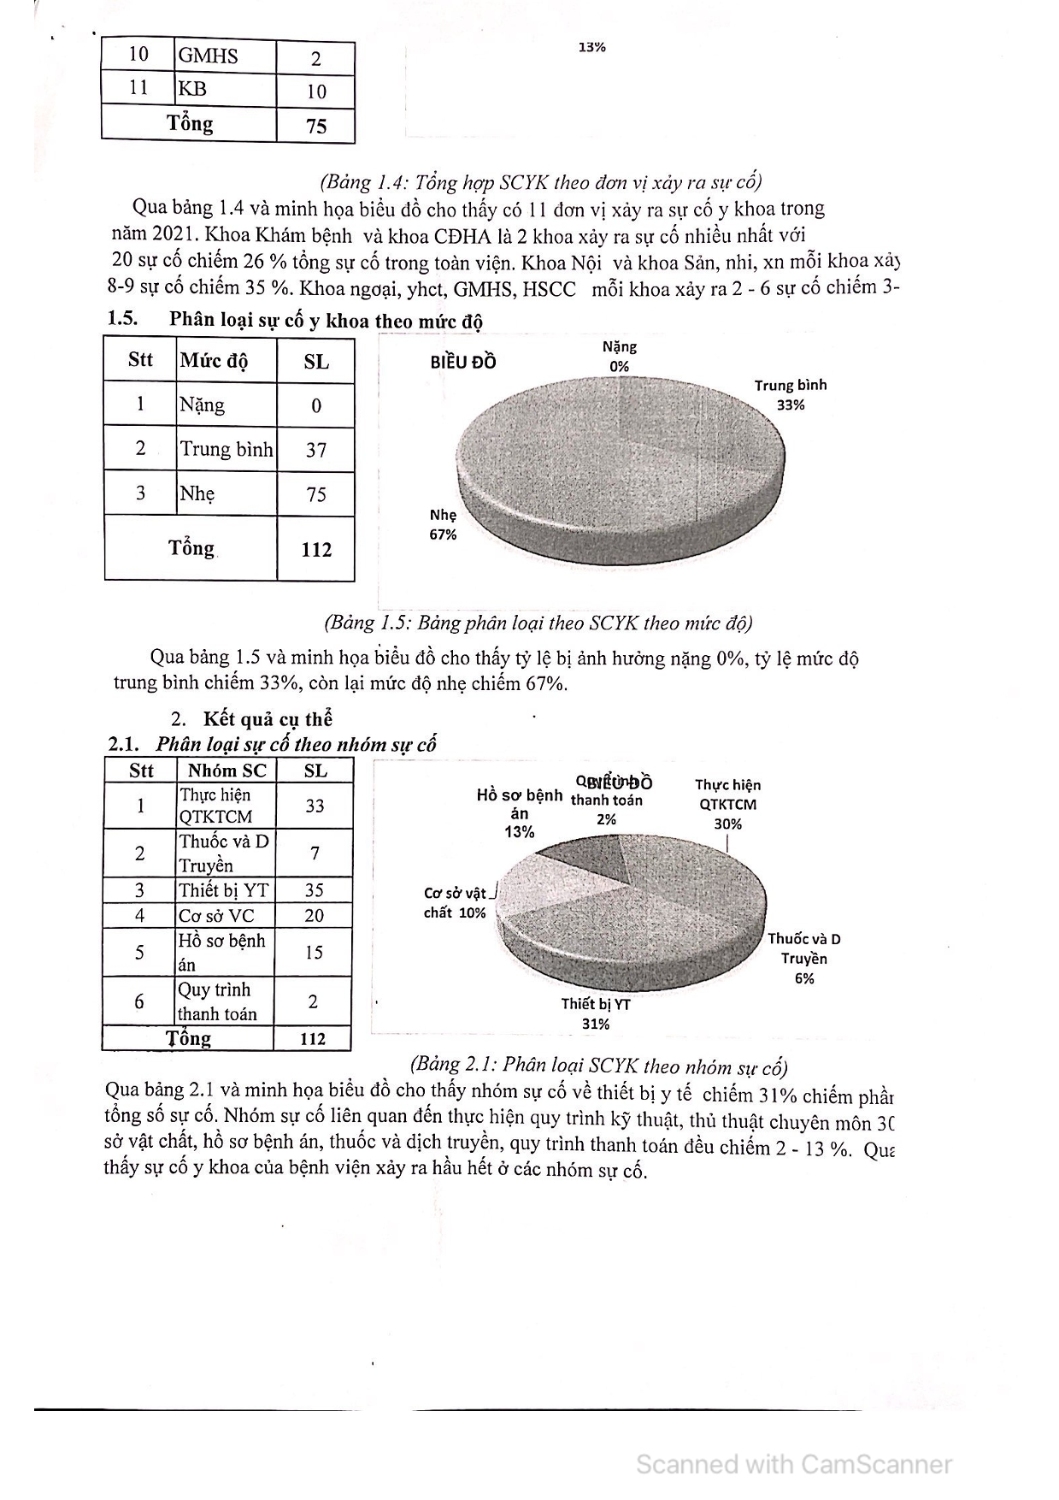 10 GMHS 2
11 KB 10
Tổng 75
13%
(Bảng 1.4: Tổng hợp SCYK theo đơn vị xảy ra sự cố)
Qua bảng 1.4 và minh họa biểu đồ cho thấy có 11 đơn vị xảy ra sự cố y khoa trong
năm 2021. Khoa Khám bệnh và khoa CĐHA là 2 khoa xảy ra sự cố nhiều nhất với
20 sự cố chiếm 26 % tổng sự cố trong toàn viện. Khoa Nội và khoa Sản, nhi, xn mỗi khoa xảy
8-9 sự cố chiếm 35 %. Khoa ngoại, yhct, GMHS, HSCC mỗi khoa xảy ra 2 - 6 sự cố chiếm 3-
1.5. Phân loại sự cố y khoa theo mức độ
Stt Mức độ SL
1 Nặng 0
2 Trung bình 37
3 Nhẹ 75
Tổng 112
BIỀU ĐỒ
Nặng
0%
Trung bình
33%
Nhẹ
67%
(Bảng 1.5: Bảng phân loại theo SCYK theo mức độ)
Qua bảng 1.5 và minh họa biểu đồ cho thấy tỷ lệ bị ảnh hưởng nặng 0%, tỷ lệ mức độ
trung bình chiếm 33%, còn lại mức độ nhẹ chiếm 67%.
2. Kết quả cụ thể
2.1. Phân loại sự cố theo nhóm sự cố
Stt Nhóm SC SL
1 Thực hiện QTKTCM 33
2 Thuốc và D Truyền 7
3 Thiết bị YT 35
4 Cơ sở VC 20
5 Hồ sơ bệnh án 15
6 Quy trình thanh toán 2
Tổng 112
BIỂU ĐỒ
Hồ sơ bệnh
án
13%
thanh toán
2%
Thực hiện
QTKTCM
30%
Cơ sở vật
chất 10%
Thuốc và D
Truyền
6%
Thiết bị YT
31%
(Bảng 2.1: Phân loại SCYK theo nhóm sự cố)
Qua bảng 2.1 và minh họa biểu đồ cho thấy nhóm sự cố về thiết bị y tế chiếm 31% chiếm phần
tổng số sự cố. Nhóm sự cố liên quan đến thực hiện quy trình kỹ thuật, thủ thuật chuyên môn 30
sở vật chất, hồ sơ bệnh án, thuốc và dịch truyền, quy trình thanh toán đều chiếm 2 - 13 %. Qua
thấy sự cố y khoa của bệnh viện xảy ra hầu hết ở các nhóm sự cố.
Scanned with CamScanner